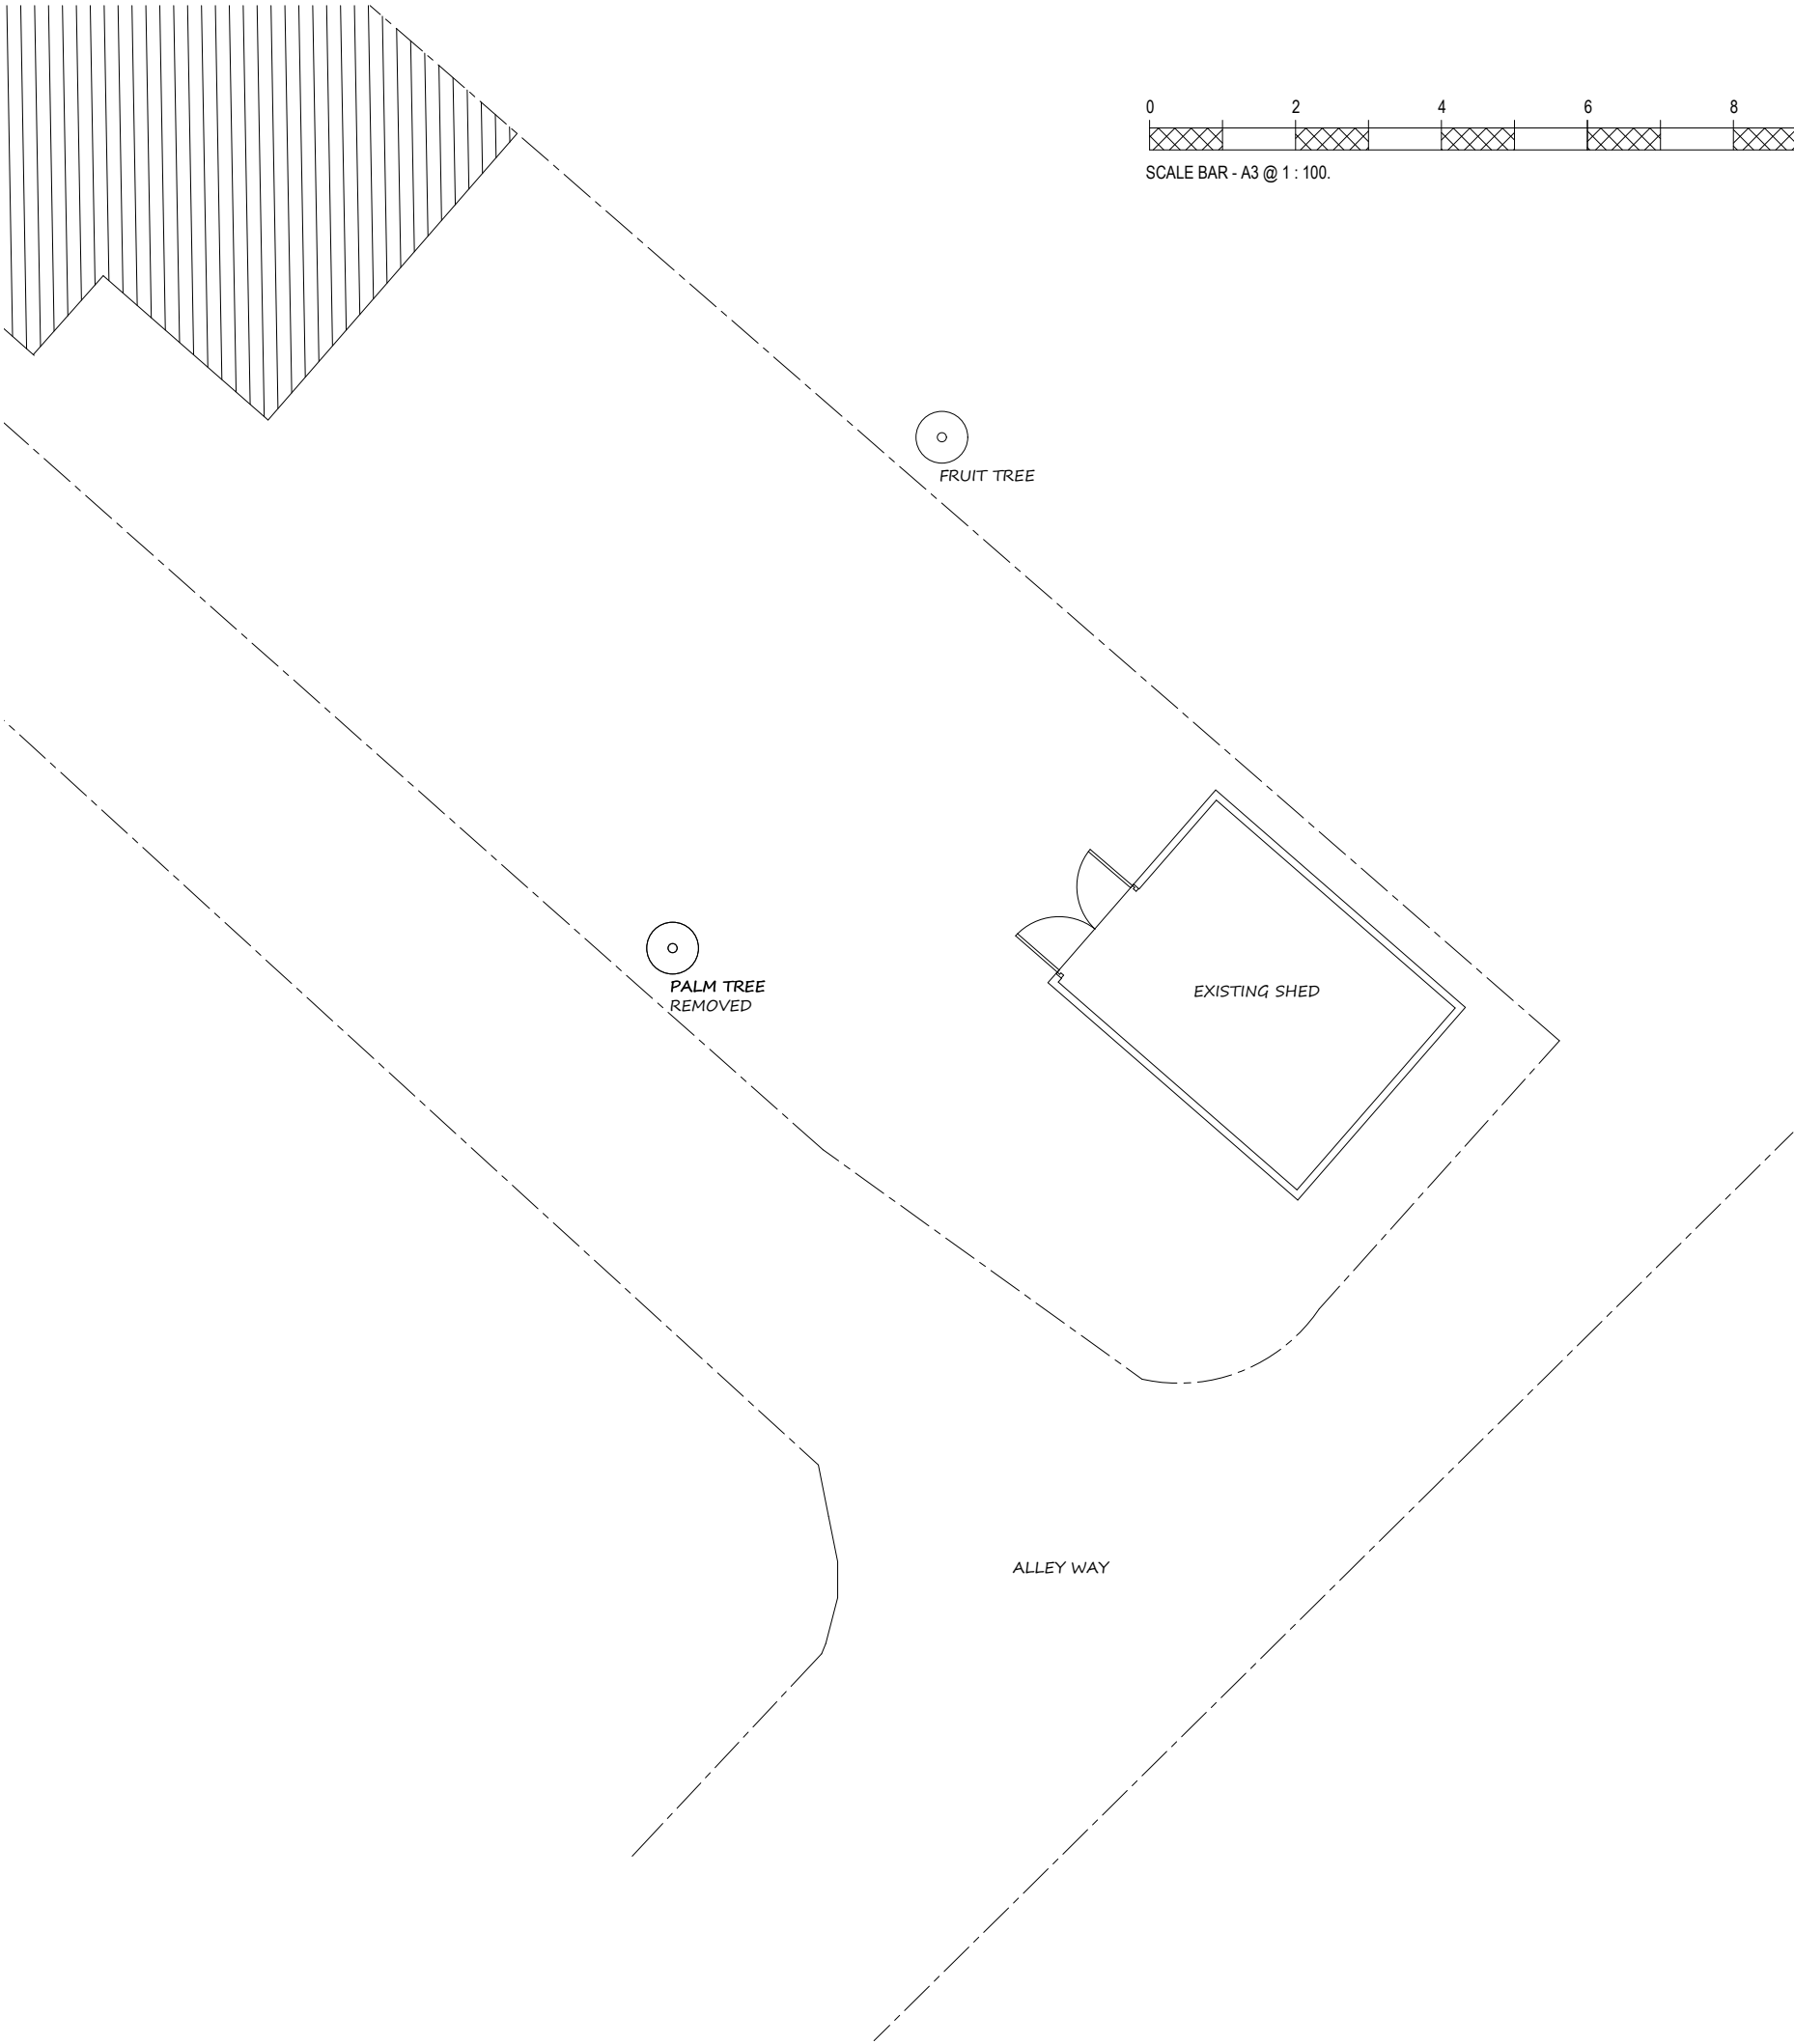 0 2 4 6 8
SCALE BAR - A3 @ 1 : 100.
FRUIT TREE
PALM TREE
REMOVED
EXISTING SHED
ALLEY WAY